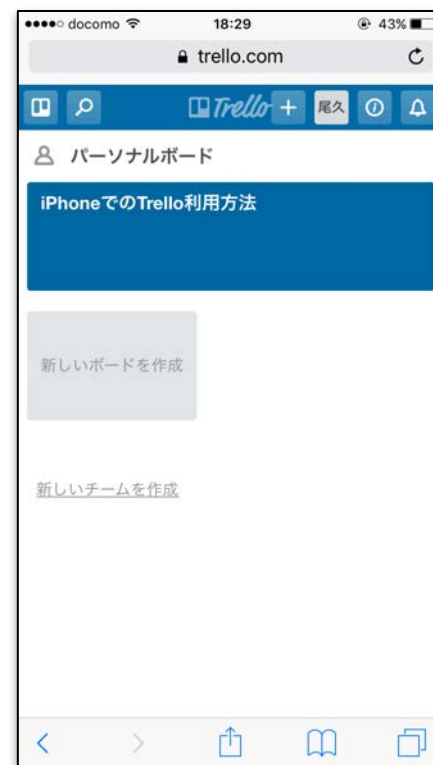 docomo 18:29 43%
trello.com
Trello + 尾久
パーソナルボード
iPhoneでのTrello利用方法
新しいボードを作成
新しいチームを作成